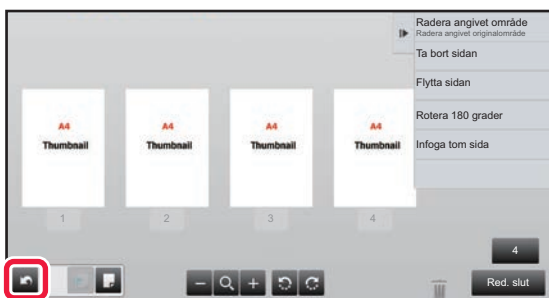 Radera angivet område
Radera angivet originalområde
Ta bort sidan
Flytta sidan
Rotera 180 grader
Infoga tom sida
A4
Thumbnail
A4
Thumbnail
A4
Thumbnail
A4
Thumbnail
1
2
3
4
4
Red. slut